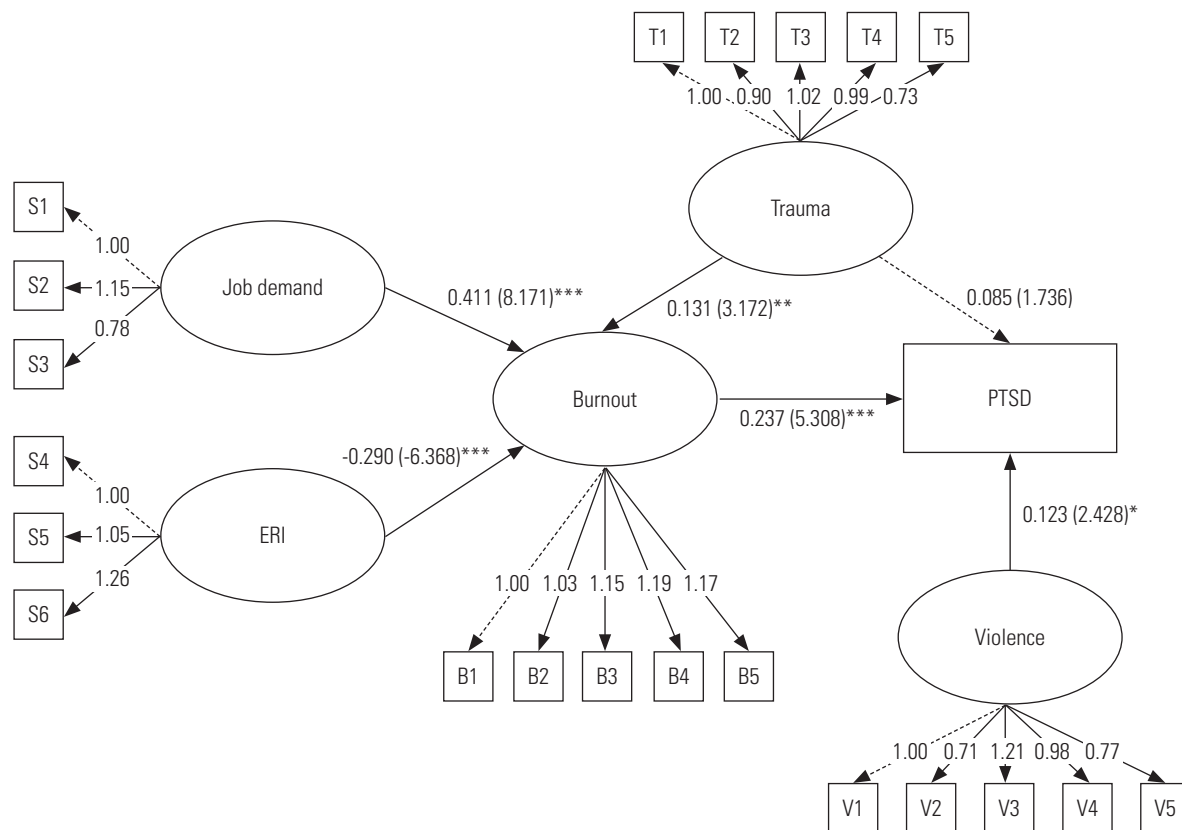 T1 T2 T3 T4 T5
1.00 0.90 1.02 0.99 0.73
Trauma
S1
1.00
S2 1.15
0.78
S3
Job demand
0.411 (8.171)***
0.131 (3.172)**
0.085 (1.736)
Burnout
PTSD
0.237 (5.308)***
S4
1.00
S5 1.05
1.26
S6
ERI
-0.290 (-6.368)***
0.123 (2.428)*
1.00 1.03 1.15 1.19 1.17
B1 B2 B3 B4 B5
Violence
1.00 0.71 1.21 0.98 0.77
V1 V2 V3 V4 V5